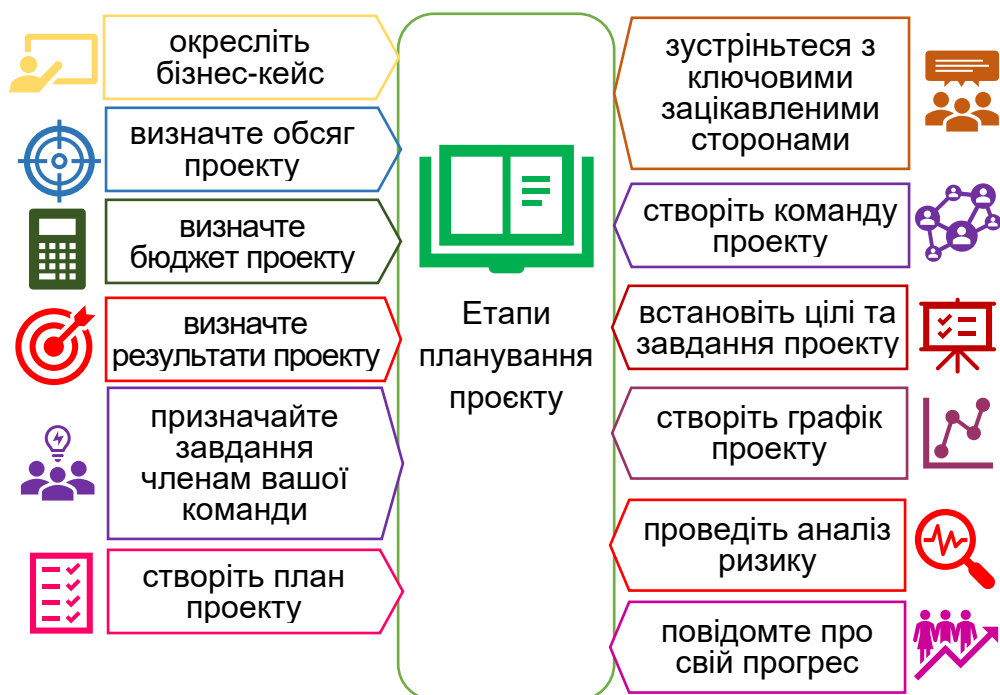 окресліть
бізнес-кейс
визначте обсяг
проекту
визначте
бюджет проекту
визначте
результати проекту
призначайте
завдання
членам вашої
команди
створіть план
проекту
Етапи
планування
проєкту
зустріньтеся з
ключовими
зацікавленими
сторонами
створіть команду
проекту
встановіть цілі та
завдання проекту
створіть графік
проекту
проведіть аналіз
ризику
повідомте про
свій прогрес